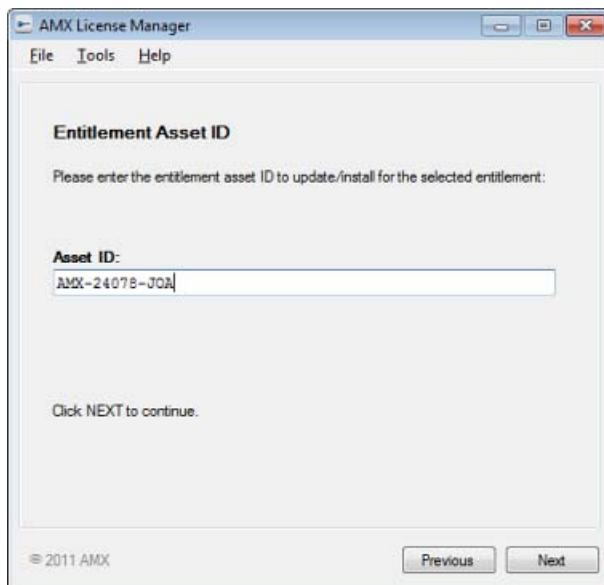 AMX License Manager
File Tools Help
Entitlement Asset ID
Please enter the entitlement asset ID to update/install for the selected entitlement:
Asset ID:
AMX-24078-JOA
Click NEXT to continue.
© 2011 AMX
Previous Next